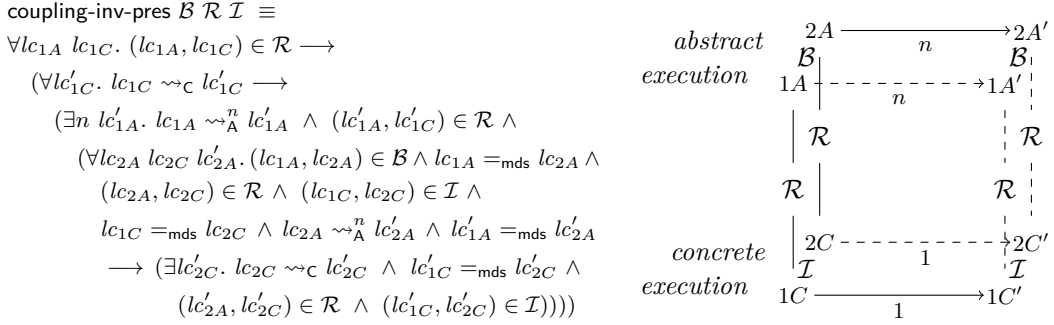 coupling-inv-pres ℬ ℛ ℐ ≡
∀lc₁A lc₁C. (lc₁A, lc₁C) ∈ ℛ ⟶
(∀lc′₁C. lc₁C ⇝C lc′₁C ⟶
(∃n lc′₁A. lc₁A ⇝ⁿA lc′₁A ∧ (lc′₁A, lc′₁C) ∈ ℛ ∧
(∀lc₂A lc₂C lc′₂A. (lc₁A, lc₂A) ∈ ℬ ∧ lc₁A =mds lc₂A ∧
(lc₂A, lc₂C) ∈ ℛ ∧ (lc₁C, lc₂C) ∈ ℐ ∧
lc₁C =mds lc₂C ∧ lc₂A ⇝ⁿA lc′₂A ∧ lc′₁A =mds lc′₂A
⟶ (∃lc′₂C. lc₂C ⇝C lc′₂C ∧ lc′₁C =mds lc′₂C ∧
(lc′₂A, lc′₂C) ∈ ℛ ∧ (lc′₁C, lc′₂C) ∈ ℐ))))
2A 2A′
abstract n
ℬ ℬ
execution 1A 1A′
n
ℛ ℛ
ℛ ℛ
2C 2C′
concrete 1
ℐ ℐ
execution 1C 1C′
1